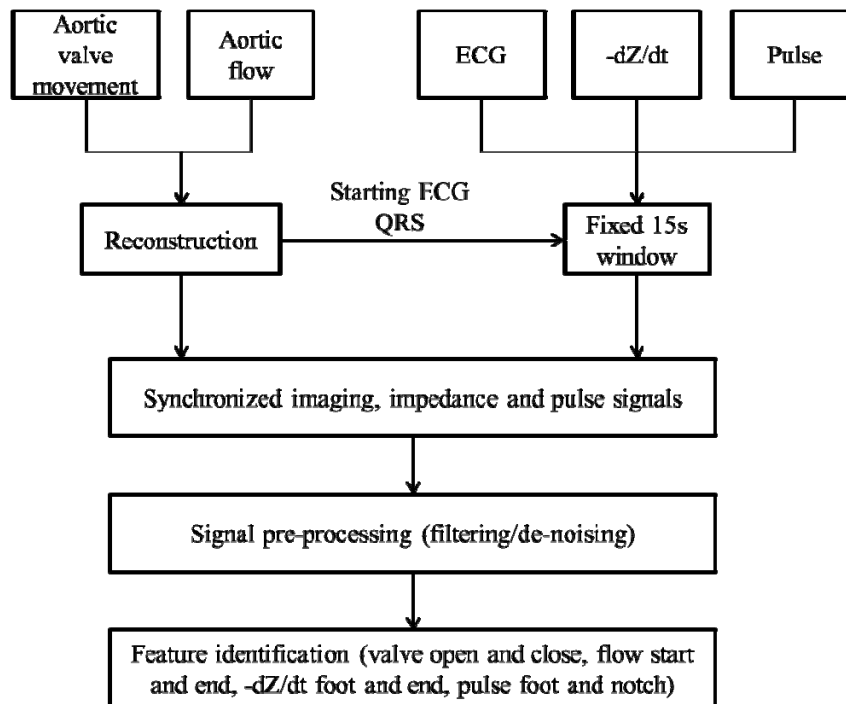 Aortic
valve
movement
Aortic
flow
ECG
-dZ/dt
Pulse
Starting ECG
QRS
Reconstruction
Fixed 15s
window
Synchronized imaging, impedance and pulse signals
Signal pre-processing (filtering/de-noising)
Feature identification (valve open and close, flow start
and end, -dZ/dt foot and end, pulse foot and notch)